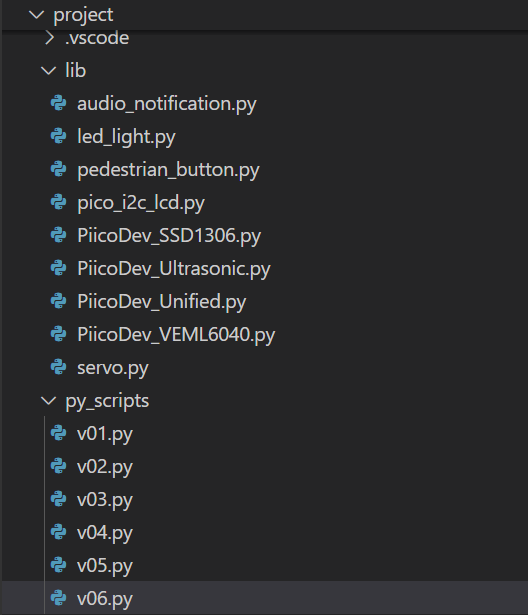 project
.vscode
lib
audio_notification.py
led_light.py
pedestrian_button.py
pico_i2c_lcd.py
PiicoDev_SSD1306.py
PiicoDev_Ultrasonic.py
PiicoDev_Unified.py
PiicoDev_VEML6040.py
servo.py
py_scripts
v01.py
v02.py
v03.py
v04.py
v05.py
v06.py